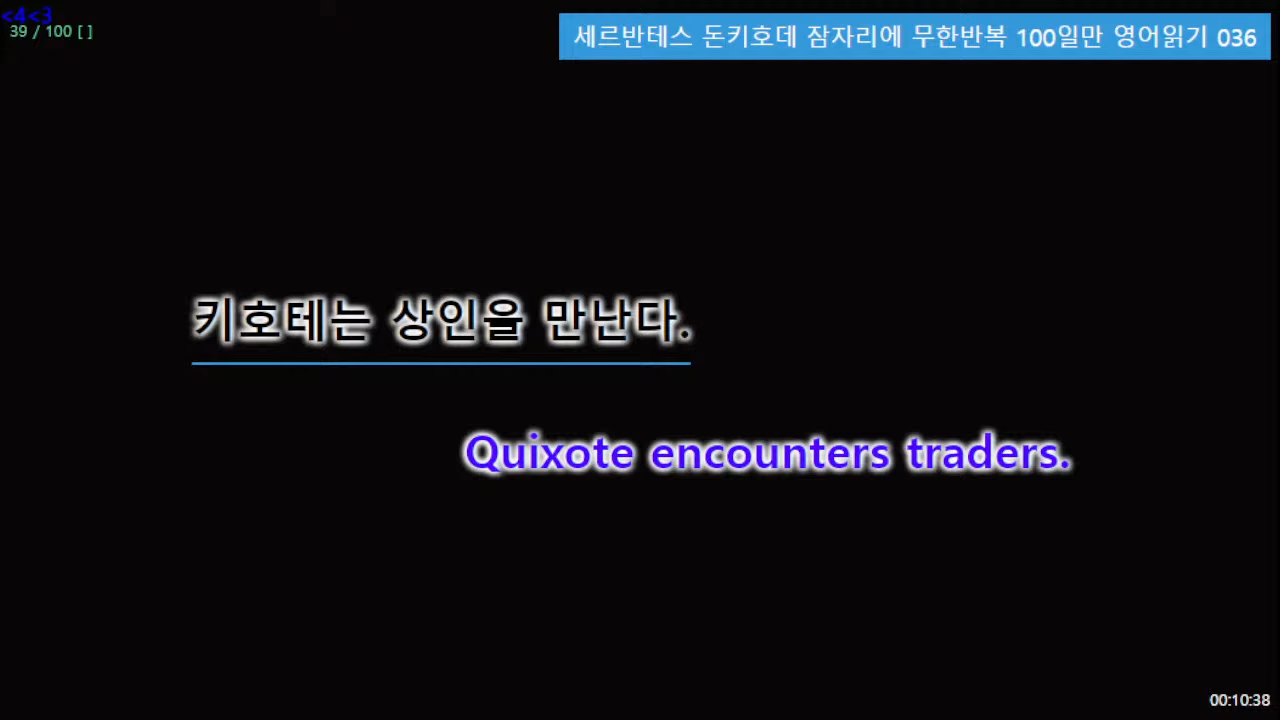 <4<3
39 / 100 [ ]
세르반테스 돈키호데 잠자리에 무한반복 100일만 영어읽기 036
키호테는 상인을 만난다.
Quixote encounters traders.
00:10:38